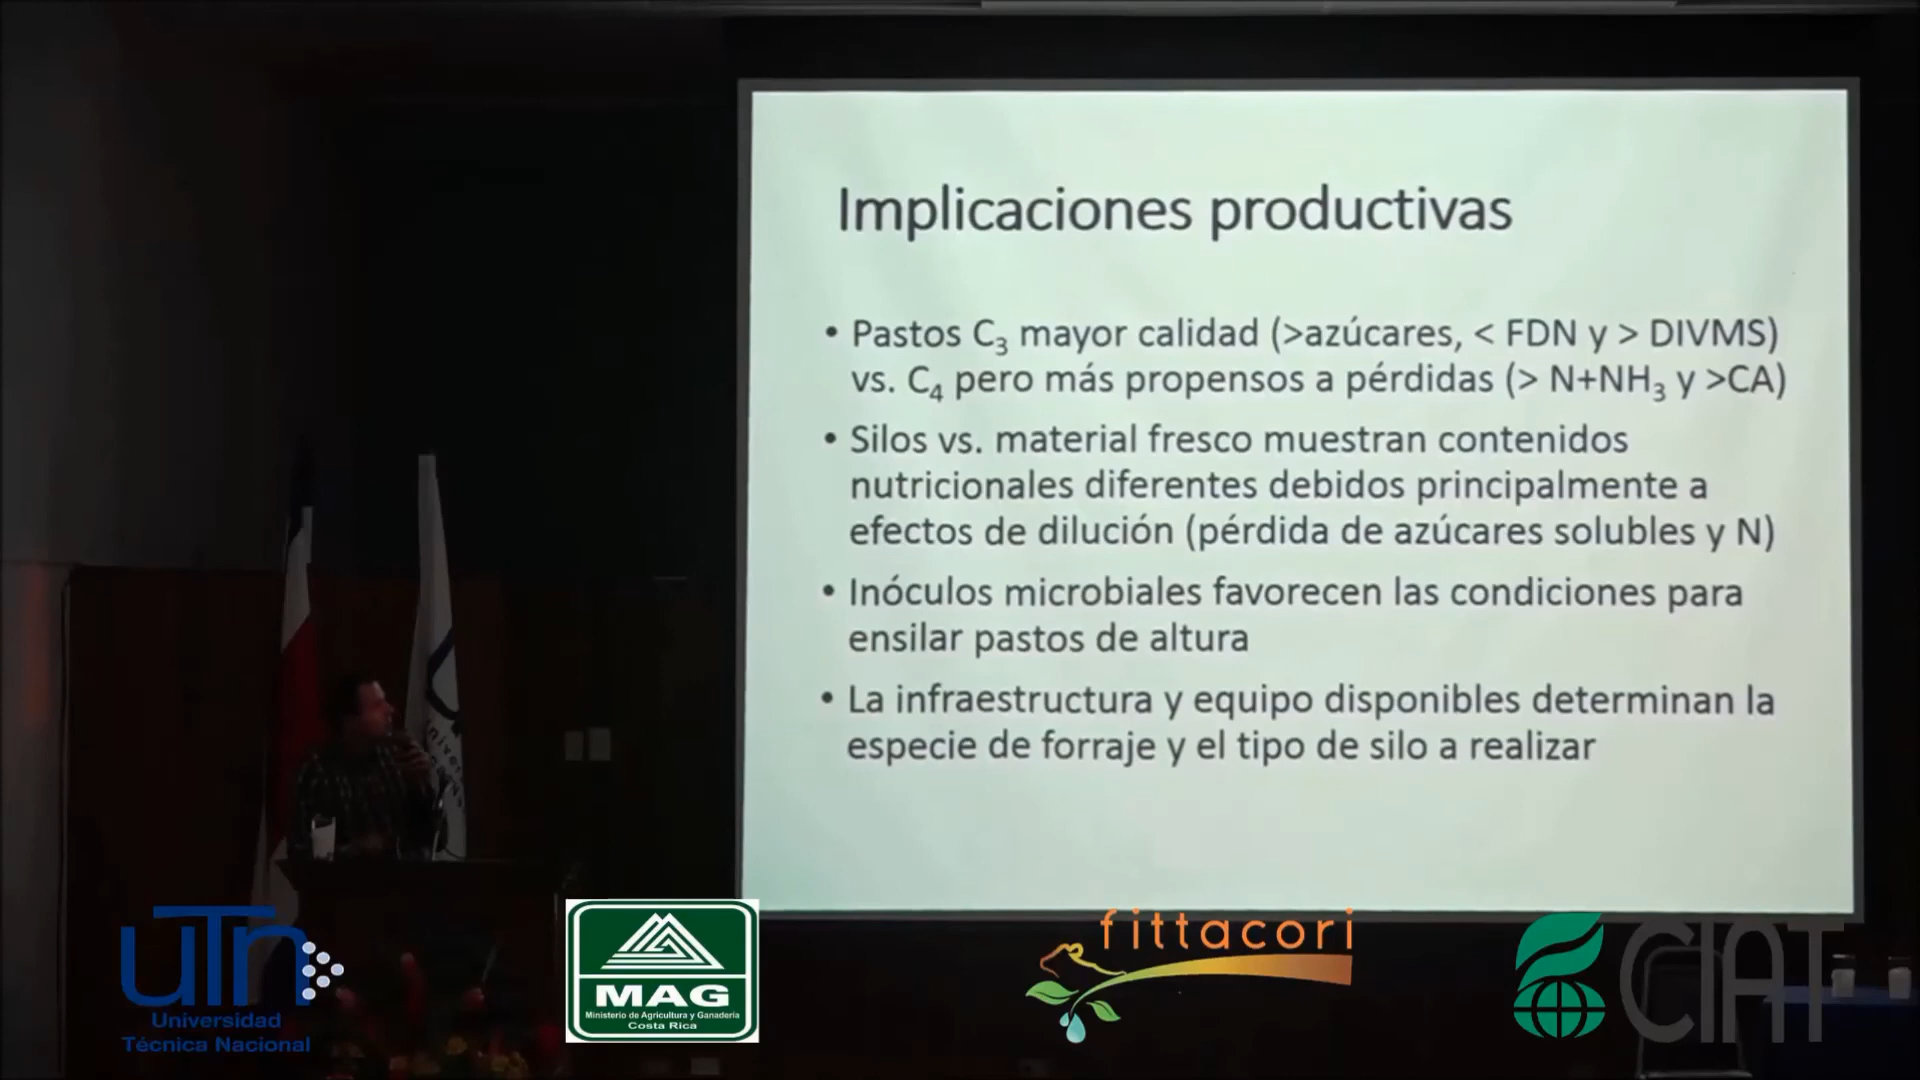 Implicaciones productivas
• Pastos C₃ mayor calidad (>azúcares, < FDN y > DIVMS)
vs. C₄ pero más propensos a pérdidas (> N+NH₃ y >CA)
• Silos vs. material fresco muestran contenidos
nutricionales diferentes debidos principalmente a
efectos de dilución (pérdida de azúcares solubles y N)
• Inóculos microbiales favorecen las condiciones para
ensilar pastos de altura
• La infraestructura y equipo disponibles determinan la
especie de forraje y el tipo de silo a realizar
uTn
Universidad
Técnica Nacional
MAG
Ministerio de Agricultura y Ganadería
Costa Rica
fittacori
CIAT